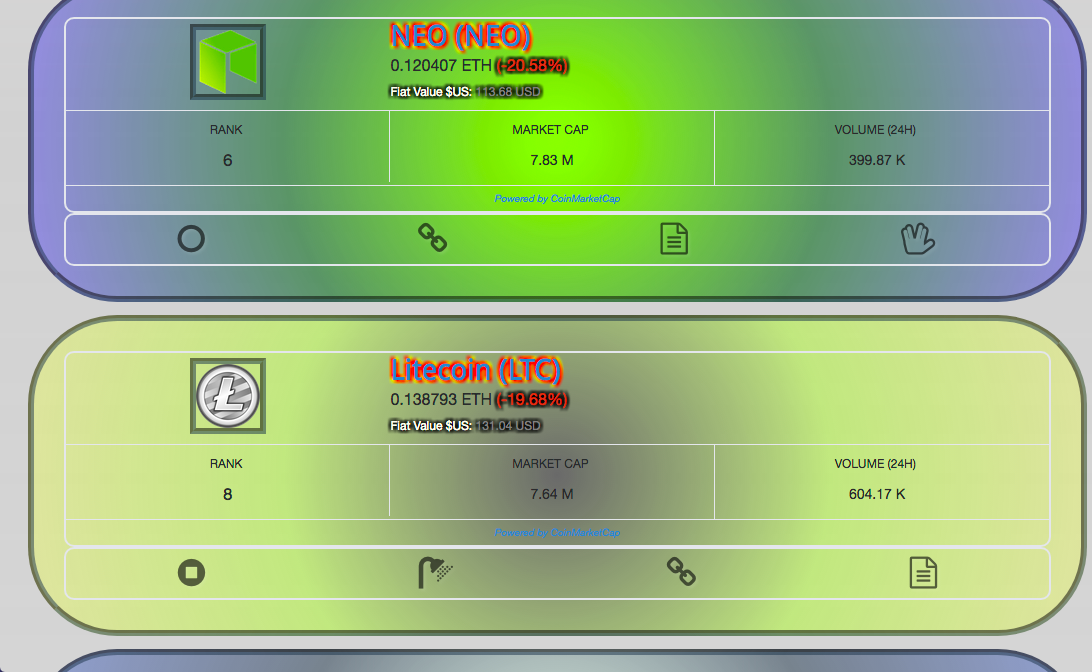 NEO (NEO)
0.120407 ETH (-20.58%)
Fiat Value $US: 113.68 USD
RANK MARKET CAP VOLUME (24H)
6 7.83 M 399.87 K
Powered by CoinMarketCap
Litecoin (LTC)
0.138793 ETH (-19.68%)
Fiat Value $US: 131.04 USD
RANK MARKET CAP VOLUME (24H)
8 7.64 M 604.17 K
Powered by CoinMarketCap